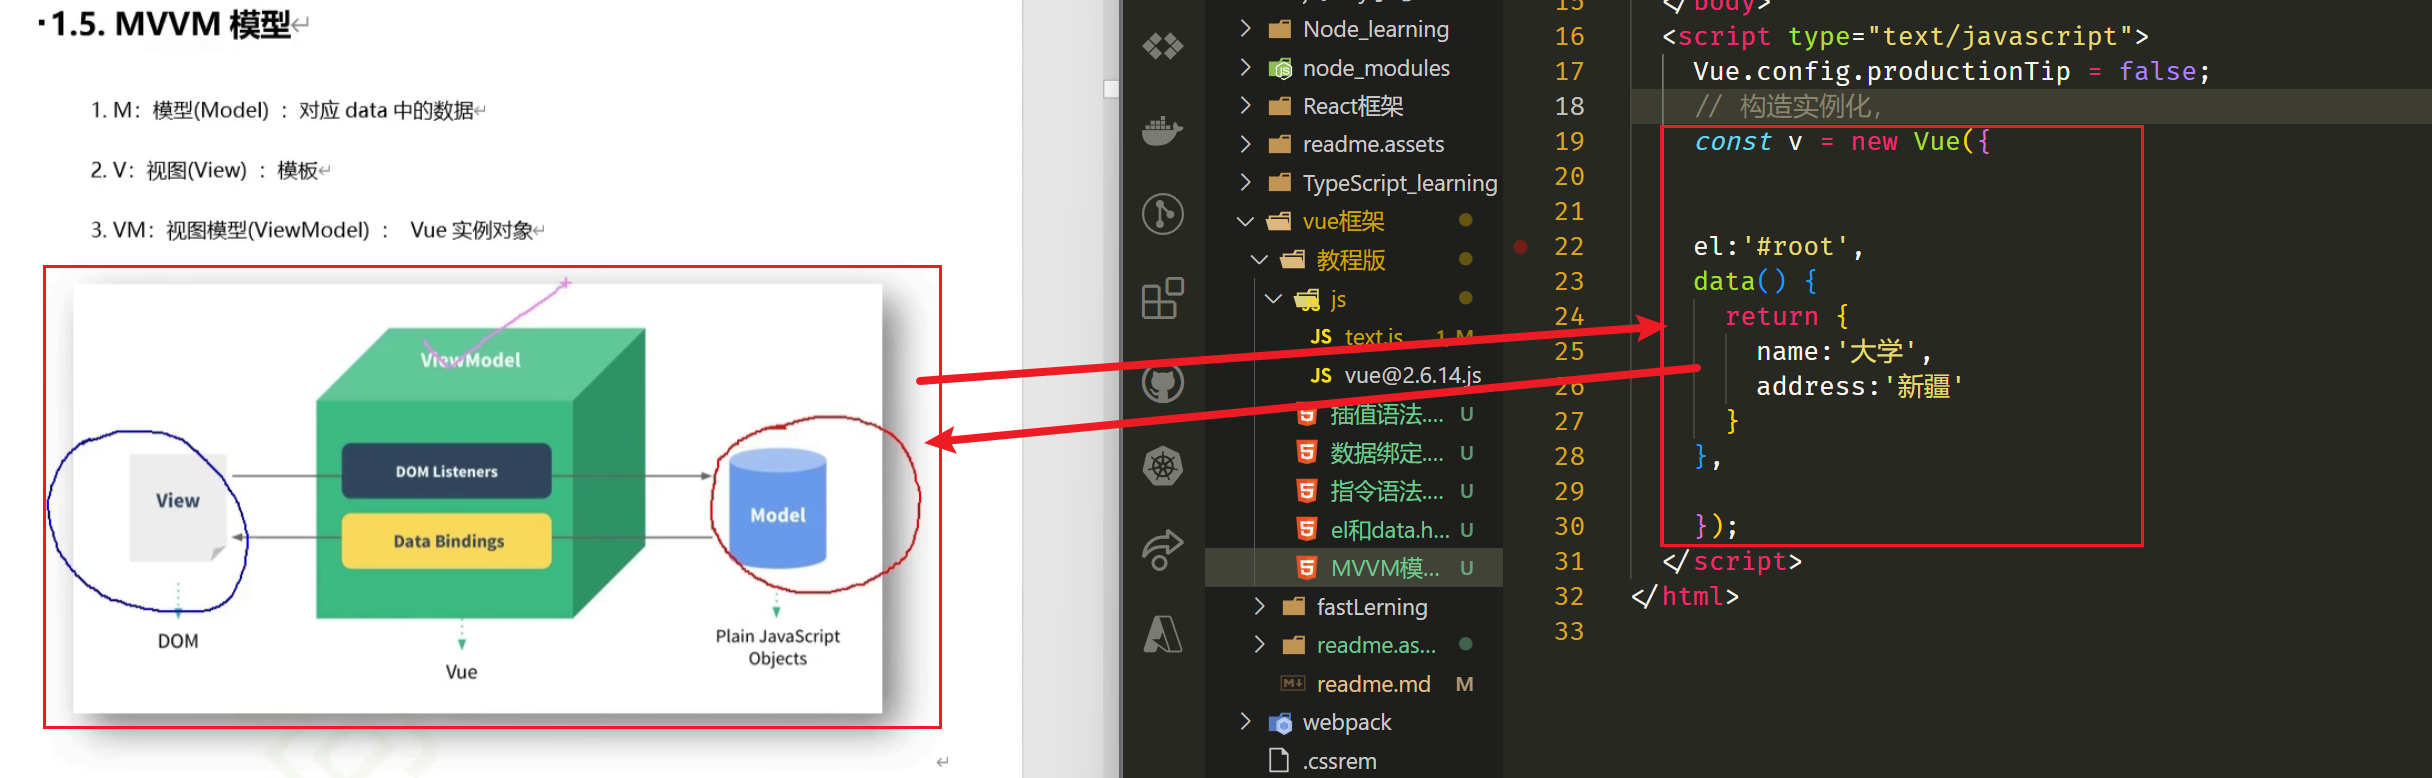 1.5. MVVM 模型
1. M：模型(Model) ：对应 data 中的数据
2. V：视图(View) ：模板
3. VM：视图模型(ViewModel) ： Vue 实例对象
ViewModel
DOM Listeners
View
Model
Data Bindings
DOM
Plain JavaScript
Objects
Vue
Node_learning
node_modules
React框架
readme.assets
TypeScript_learning
vue框架
教程版
js
JS text.js 1, M
JS vue@2.6.14.js
插值语法.... U
数据绑定.... U
指令语法.... U
el和data.h... U
MVVM模... U
fastLerning
readme.as...
readme.md M
webpack
.cssrem
15 </body>
16 <script type="text/javascript">
17 Vue.config.productionTip = false;
18 // 构造实例化,
19 const v = new Vue({
20
21
22 el:'#root',
23 data() {
24 return {
25 name:'大学',
26 address:'新疆'
27 }
28 },
29
30 });
31 </script>
32 </html>
33